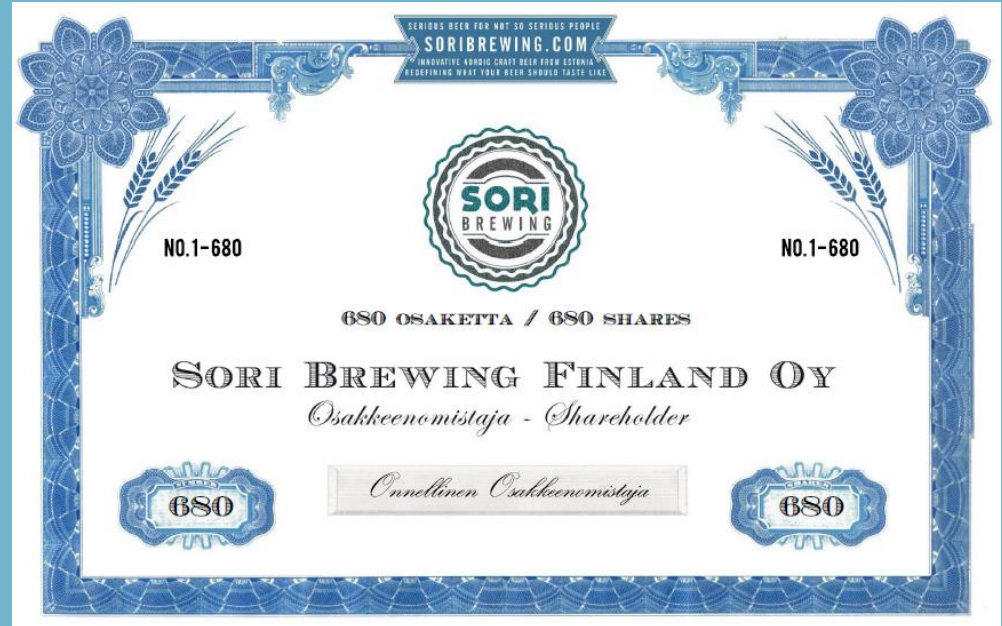 SERIOUS BEER FOR NOT SO SERIOUS PEOPLE
SORIBREWING.COM
INNOVATIVE NORDIC CRAFT BEER FROM ESTONIA
REDEFINING WHAT YOUR BEER SHOULD TASTE LIKE
SORI
BREWING
NO.1-680
NO.1-680
680 OSAKETTA / 680 SHARES
SORI BREWING FINLAND OY
Osakkeenomistaja - Shareholder
NUMBER
680
Onnellinen Osakkeenomistaja
SHARES
680